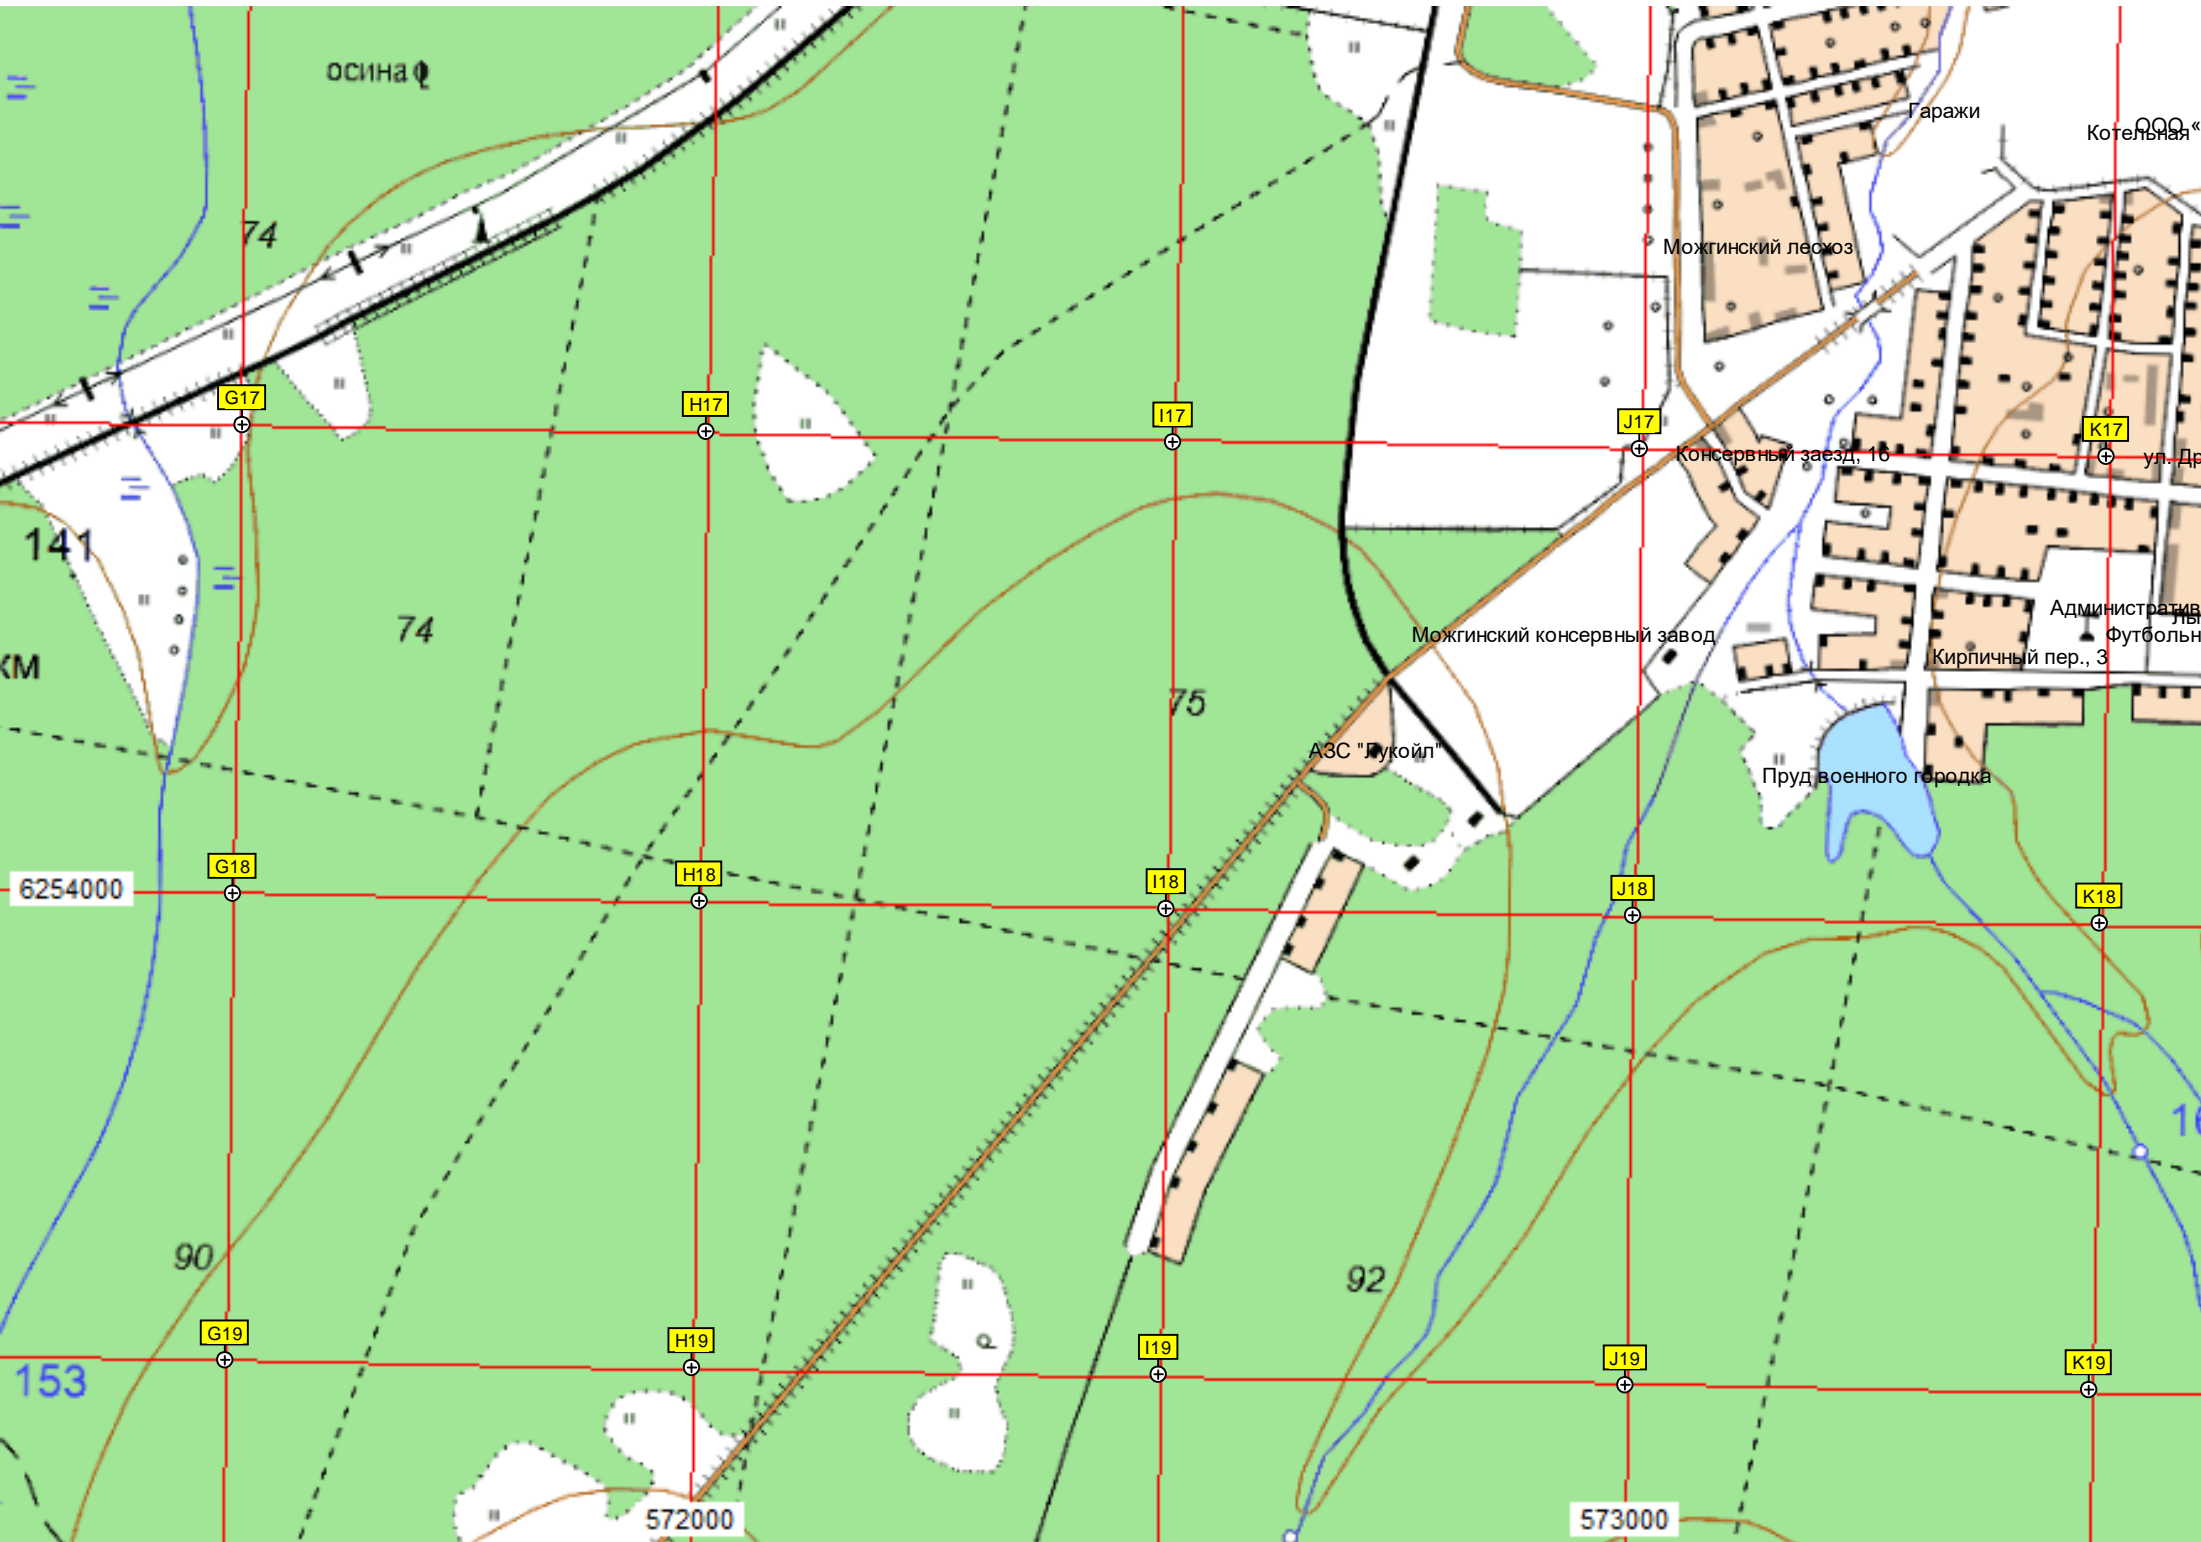 осина
Гаражи
ООО «
Котельная
74
Можгинский лесхоз
G17
H17
I17
J17
K17
Консервный заезд, 16
ул. Др
141
74
Административ
Футбольн
Можгинский консервный завод
Кирпичный пер., 3
км
75
АЗС "Лукойл"
Пруд военного городка
G18
H18
I18
J18
K18
6254000
16
90
92
G19
H19
I19
J19
K19
153
572000
573000